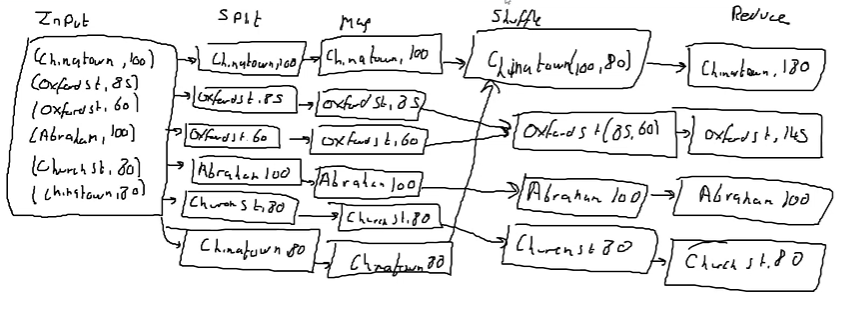 Input
Split
Map
Shuffle
Reduce
(Chinatown, 100)
(Oxford st, 85)
(Oxford st, 60)
(Abraham, 100)
(Church st, 80)
(Chinatown, 80)
Chinatown, 100
Oxford st, 85
Oxford st. 60
Abraham 100
Church st, 80
Chinatown 80
Chinatown, 100
Oxford st, 85
Oxford st, 60
Abraham 100
Church st, 80
Chinatown 80
Chinatown(100, 80)
Oxford st (85, 60)
Abraham 100
Church st 80
Chinatown, 180
Oxford st, 145
Abraham 100
Church st. 80